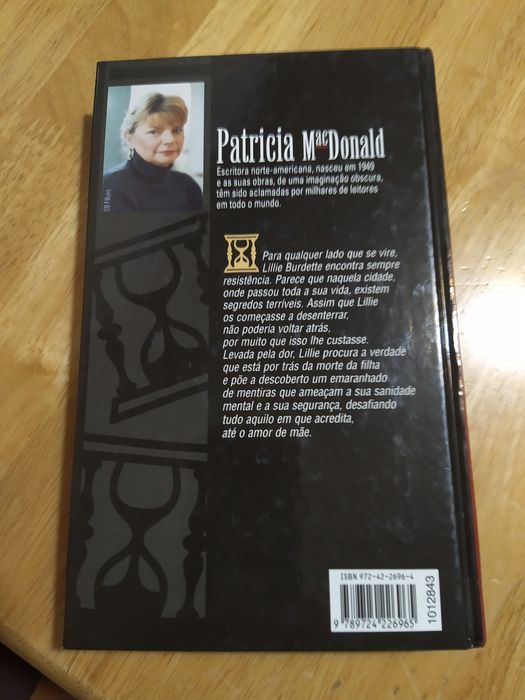 Patricia MacDonald
Escritora norte-americana, nasceu em 1949
e as suas obras, de uma imaginação obscura,
têm sido aclamadas por milhares de leitores
em todo o mundo.
Para qualquer lado que se vire,
Lillie Burdette encontra sempre
resistência. Parece que naquela cidade,
onde passou toda a sua vida, existem
segredos terríveis. Assim que Lillie
os começasse a desenterrar,
não poderia voltar atrás,
por muito que isso lhe custasse.
Levada pela dor, Lillie procura a verdade
que está por trás da morte da filha
e põe a descoberto um emaranhado
de mentiras que ameaçam a sua sanidade
mental e a sua segurança, desafiando
tudo aquilo em que acredita,
até o amor de mãe.
ISBN 972-42-2696-4
9 789724 226965
1012843